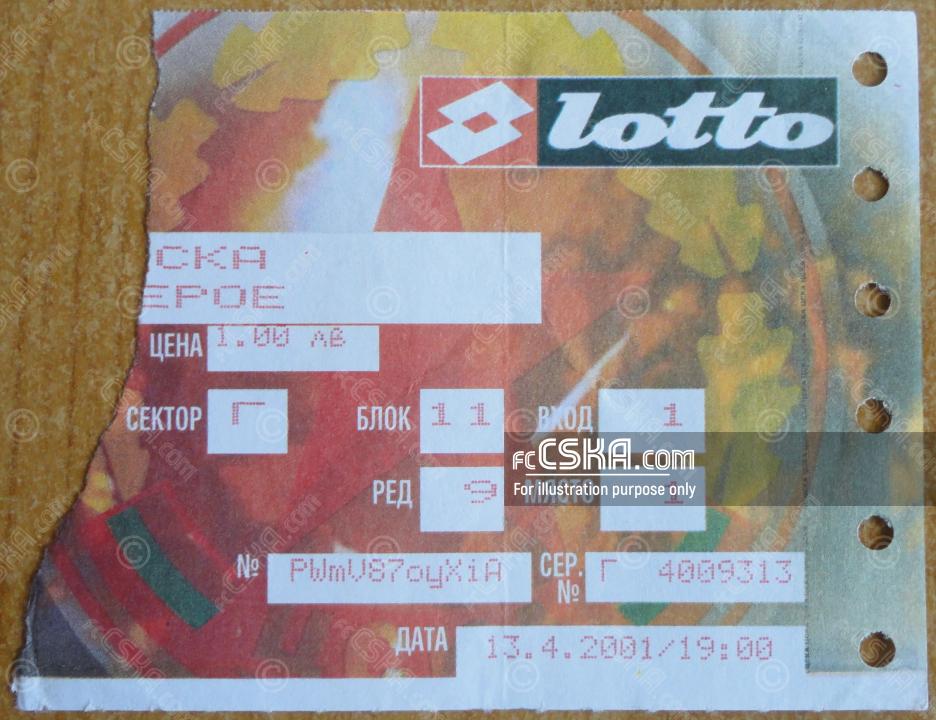 lotto
СКА
ЕРОЕ
ЦЕНА 1.00 лв
СЕКТОР Г БЛОК 11 ВХОД 1
fcCSKA.com
РЕД 9 МЯСТО 1
For illustration purpose only
№ PWmV87oyXiA СЕР. № Г 4009313
ДАТА 13.4.2001/19:00